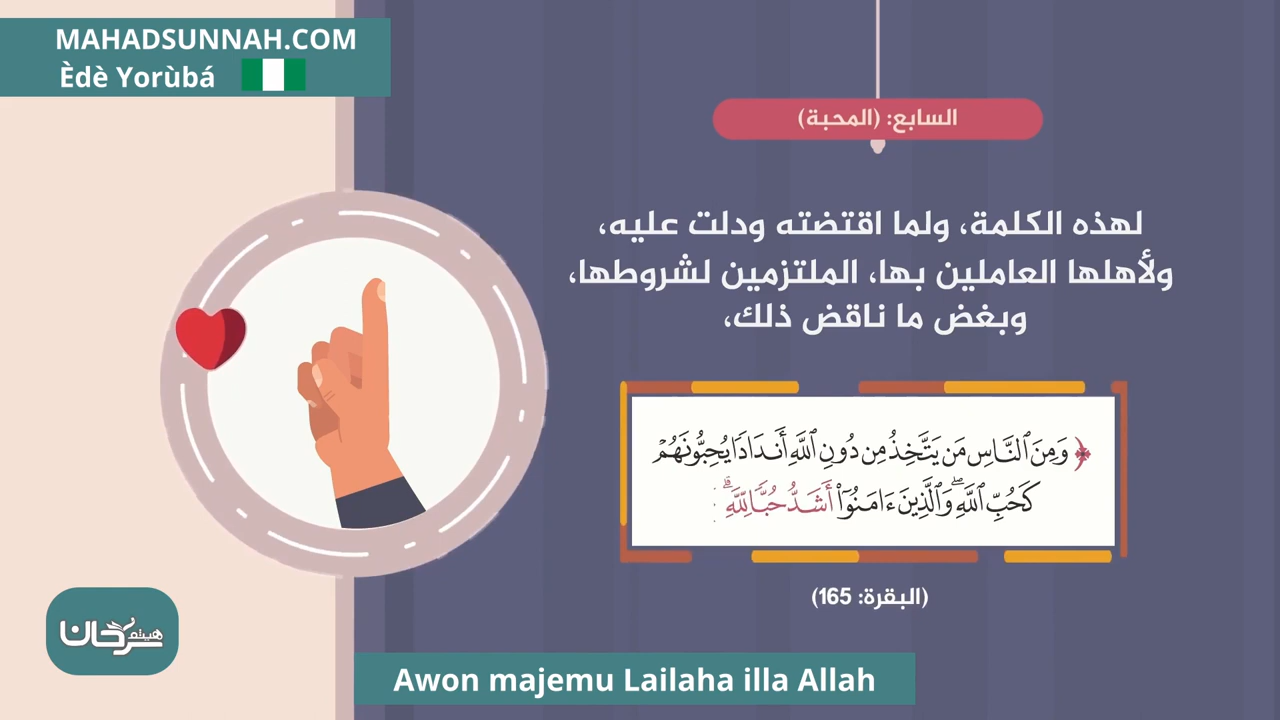 MAHADSUNNAH.COM
Èdè Yorùbá
السابع: (المحبة)
لهذه الكلمة، ولما اقتضته ودلت عليه،
ولأهلها العاملين بها، الملتزمين لشروطها،
وبغض ما ناقض ذلك،
﴿ وَمِنَ ٱلنَّاسِ مَن يَتَّخِذُ مِن دُونِ ٱللَّهِ أَندَادًا يُحِبُّونَهُمْ
كَحُبِّ ٱللَّهِ ۖ وَٱلَّذِينَ ءَامَنُوٓا۟ أَشَدُّ حُبًّا لِّلَّهِ ۗ
(البقرة: 165)
هيثم سرحان
Awon majemu Lailaha illa Allah